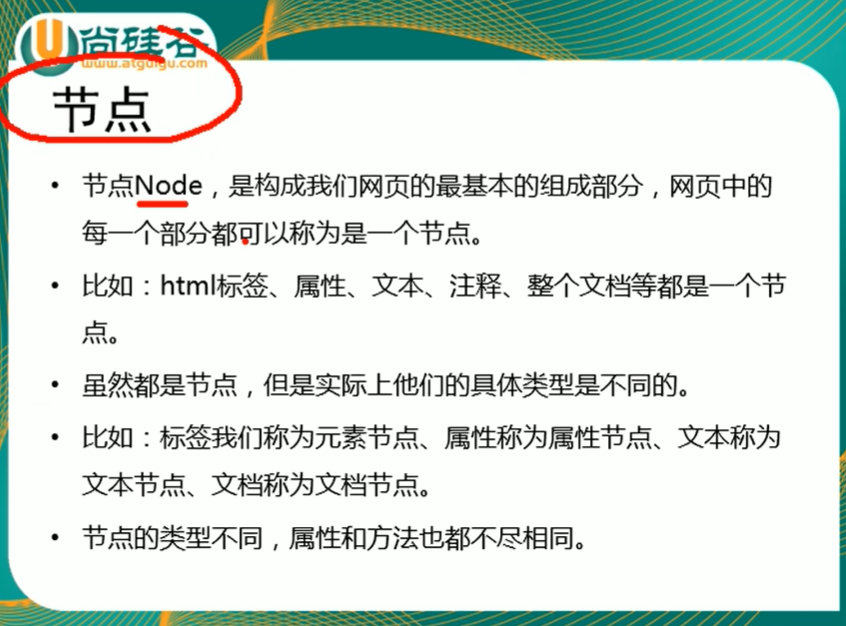 尚硅谷
www.atguigu.com
节点
• 节点Node，是构成我们网页的最基本的组成部分，网页中的
每一个部分都可以称为是一个节点。
• 比如：html标签、属性、文本、注释、整个文档等都是一个节
点。
• 虽然都是节点，但是实际上他们的具体类型是不同的。
• 比如：标签我们称为元素节点、属性称为属性节点、文本称为
文本节点、文档称为文档节点。
• 节点的类型不同，属性和方法也都不尽相同。